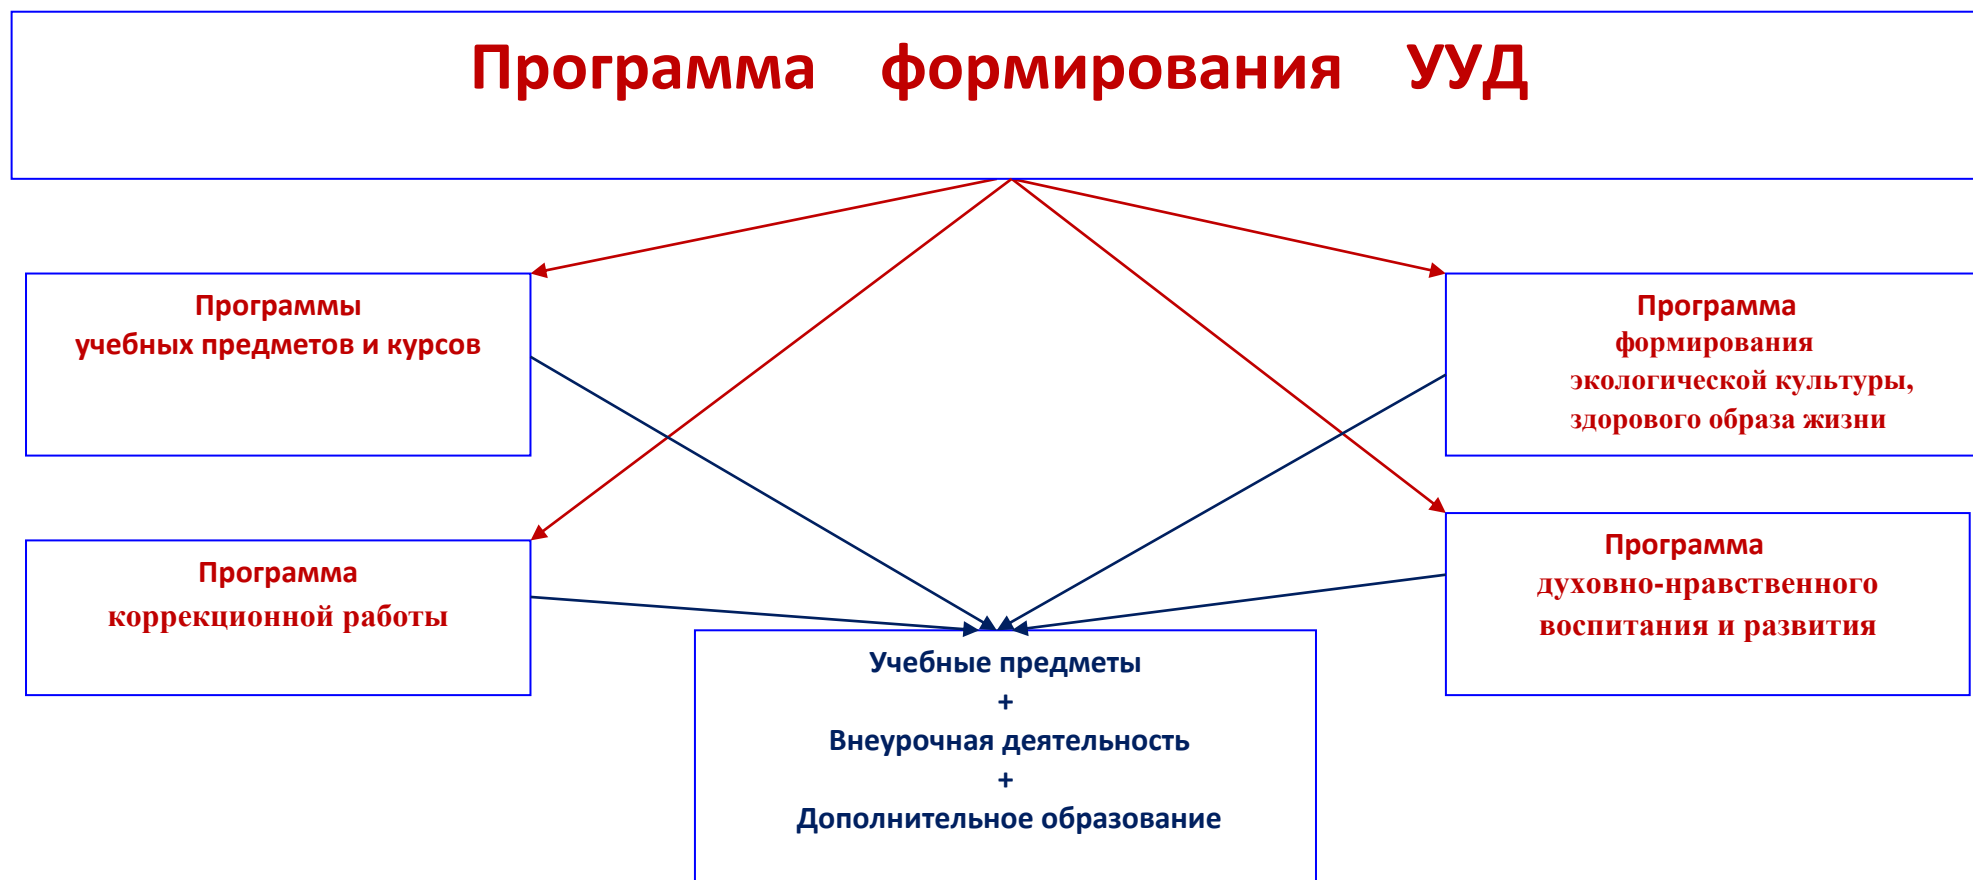 Программа формирования УУД
Программы
учебных предметов и курсов
Программа
формирования
экологической культуры,
здорового образа жизни
Программа
коррекционной работы
Программа
духовно-нравственного
воспитания и развития
Учебные предметы
+
Внеурочная деятельность
+
Дополнительное образование